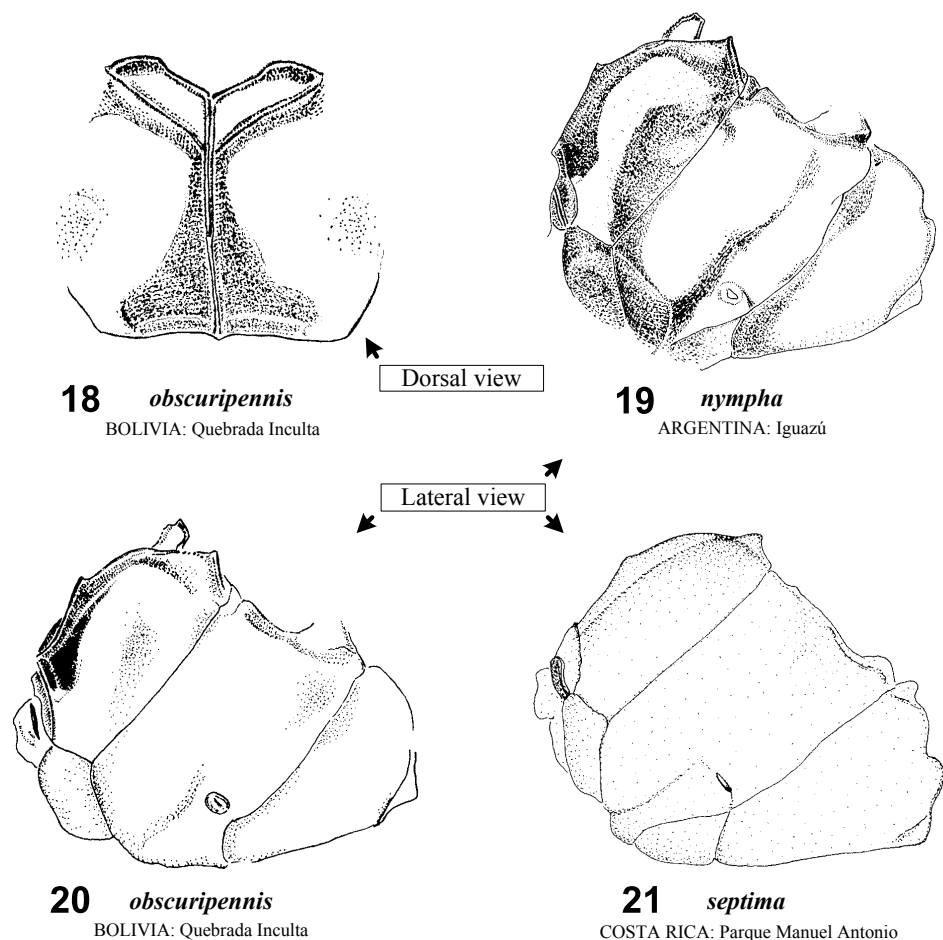 Dorsal view
18 obscuripennis
BOLIVIA: Quebrada Inculta
19 nympha
ARGENTINA: Iguazú
Lateral view
20 obscuripennis
BOLIVIA: Quebrada Inculta
21 septima
COSTA RICA: Parque Manuel Antonio